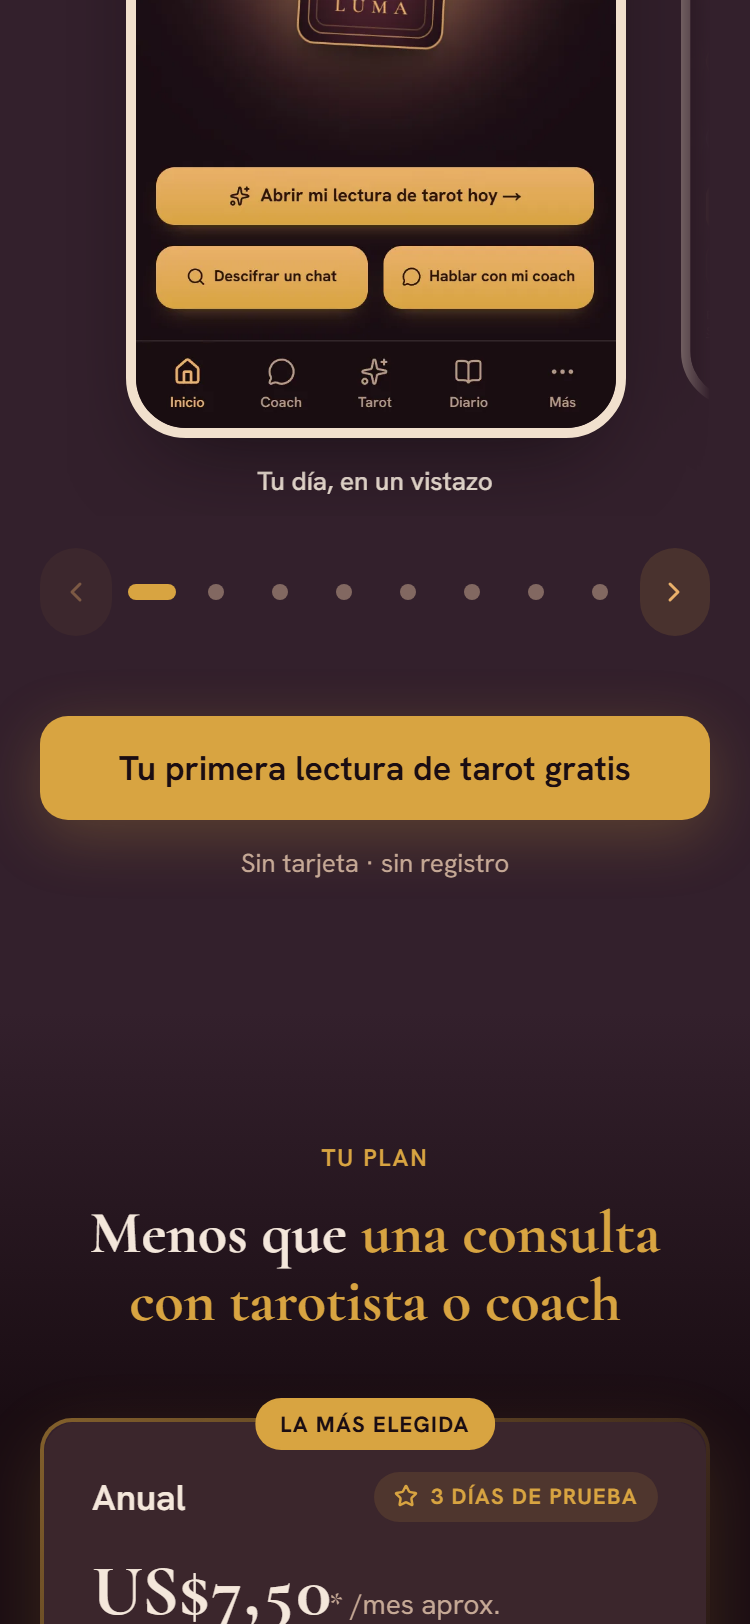 LUMA
Abrir mi lectura de tarot hoy →
Descifrar un chat
Hablar con mi coach
Inicio
Coach
Tarot
Diario
Más
Tu día, en un vistazo
Tu primera lectura de tarot gratis
Sin tarjeta · sin registro
TU PLAN
Menos que una consulta
con tarotista o coach
LA MÁS ELEGIDA
Anual
3 DÍAS DE PRUEBA
US$7,50* /mes aprox.